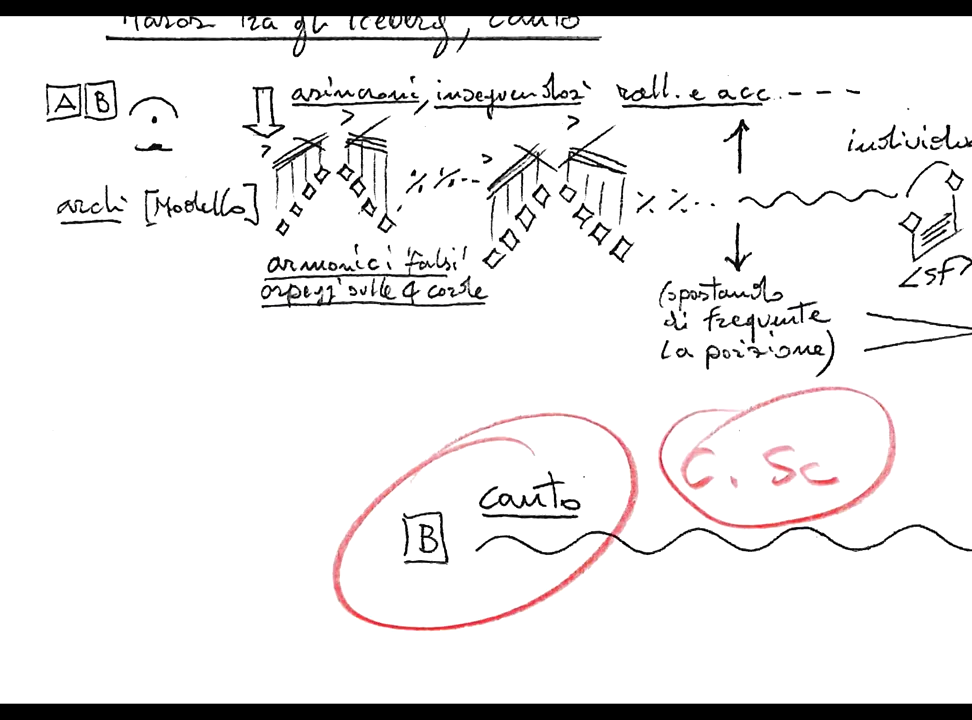 tra gli Iceberg, canto
A B
asincroni, inseguendosi rall. e acc. - - -
archi [Modello]
armonici 'falsi'
arpeggi sulle 4 corde
(spostando
di frequente
la posizione)
<sf>
canto
B
C. Sc